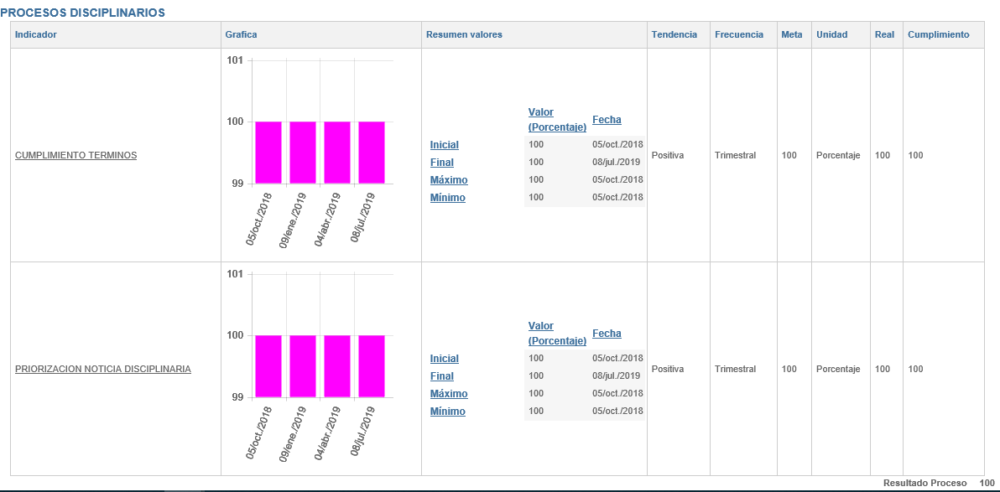 PROCESOS DISCIPLINARIOS
Indicador Grafica Resumen valores Tendencia Frecuencia Meta Unidad Real Cumplimiento
CUMPLIMIENTO TERMINOS
101
100
99
05/oct./2018 09/ene./2019 04/abr./2019 08/jul./2019
Valor (Porcentaje) Fecha
Inicial 100 05/oct./2018
Final 100 08/jul./2019
Máximo 100 05/oct./2018
Mínimo 100 05/oct./2018
Positiva Trimestral 100 Porcentaje 100 100
PRIORIZACION NOTICIA DISCIPLINARIA
101
100
99
05/oct./2018 09/ene./2019 04/abr./2019 08/jul./2019
Valor (Porcentaje) Fecha
Inicial 100 05/oct./2018
Final 100 08/jul./2019
Máximo 100 05/oct./2018
Mínimo 100 05/oct./2018
Positiva Trimestral 100 Porcentaje 100 100
Resultado Proceso 100